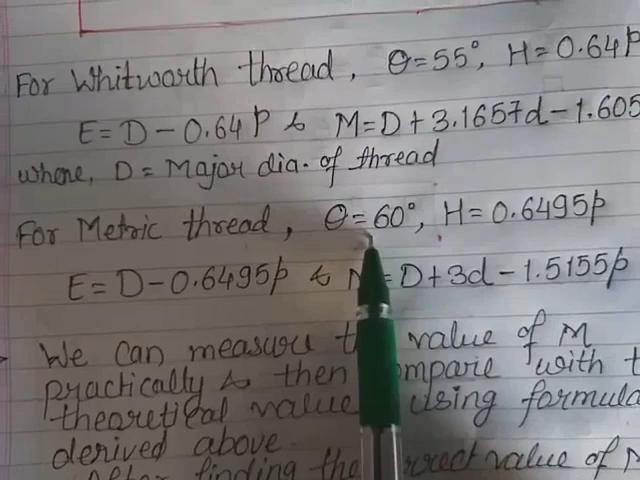 For Whitworth thread, θ=55°, H=0.64P
E=D-0.64P & M=D+3.1657d-1.605
where, D= Major dia. of thread
For Metric thread, θ=60°, H=0.6495p
E=D-0.6495p & M=D+3d-1.5155p
We can measure value of M
practically & then with
theoretical value using formula
derived above.
finding the value of M